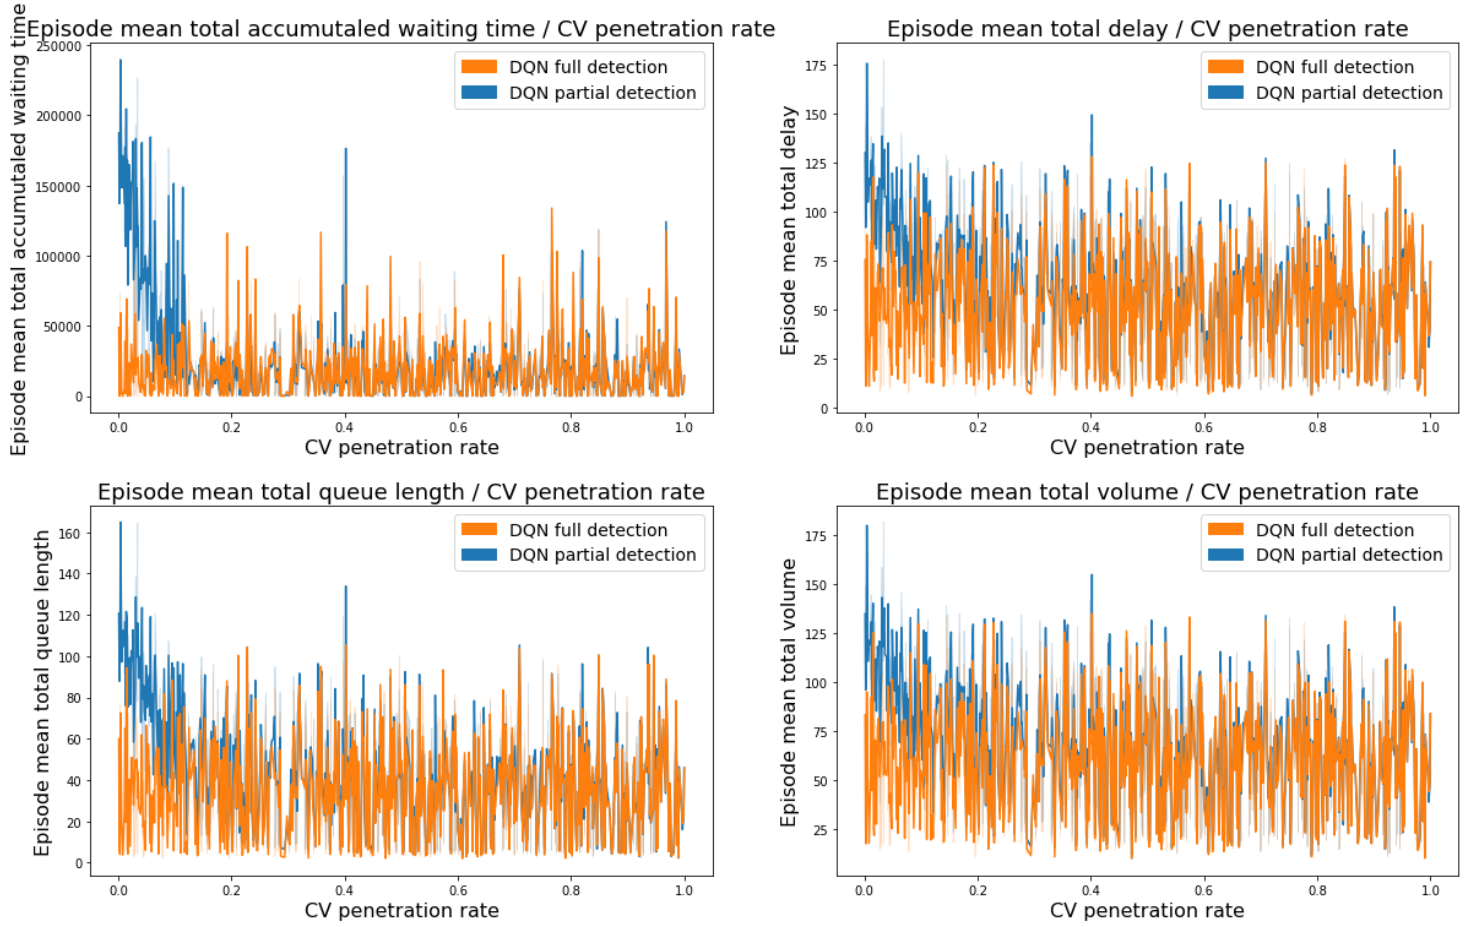 Episode mean total accumutaled waiting time / CV penetration rate
Episode mean total accumutaled waiting time
250000
200000
150000
100000
50000
0
DQN full detection
DQN partial detection
0.0 0.2 0.4 0.6 0.8 1.0
CV penetration rate
Episode mean total delay / CV penetration rate
Episode mean total delay
175
150
125
100
75
50
25
0
DQN full detection
DQN partial detection
0.0 0.2 0.4 0.6 0.8 1.0
CV penetration rate
Episode mean total queue length / CV penetration rate
Episode mean total queue length
160
140
120
100
80
60
40
20
0
DQN full detection
DQN partial detection
0.0 0.2 0.4 0.6 0.8 1.0
CV penetration rate
Episode mean total volume / CV penetration rate
Episode mean total volume
175
150
125
100
75
50
25
DQN full detection
DQN partial detection
0.0 0.2 0.4 0.6 0.8 1.0
CV penetration rate